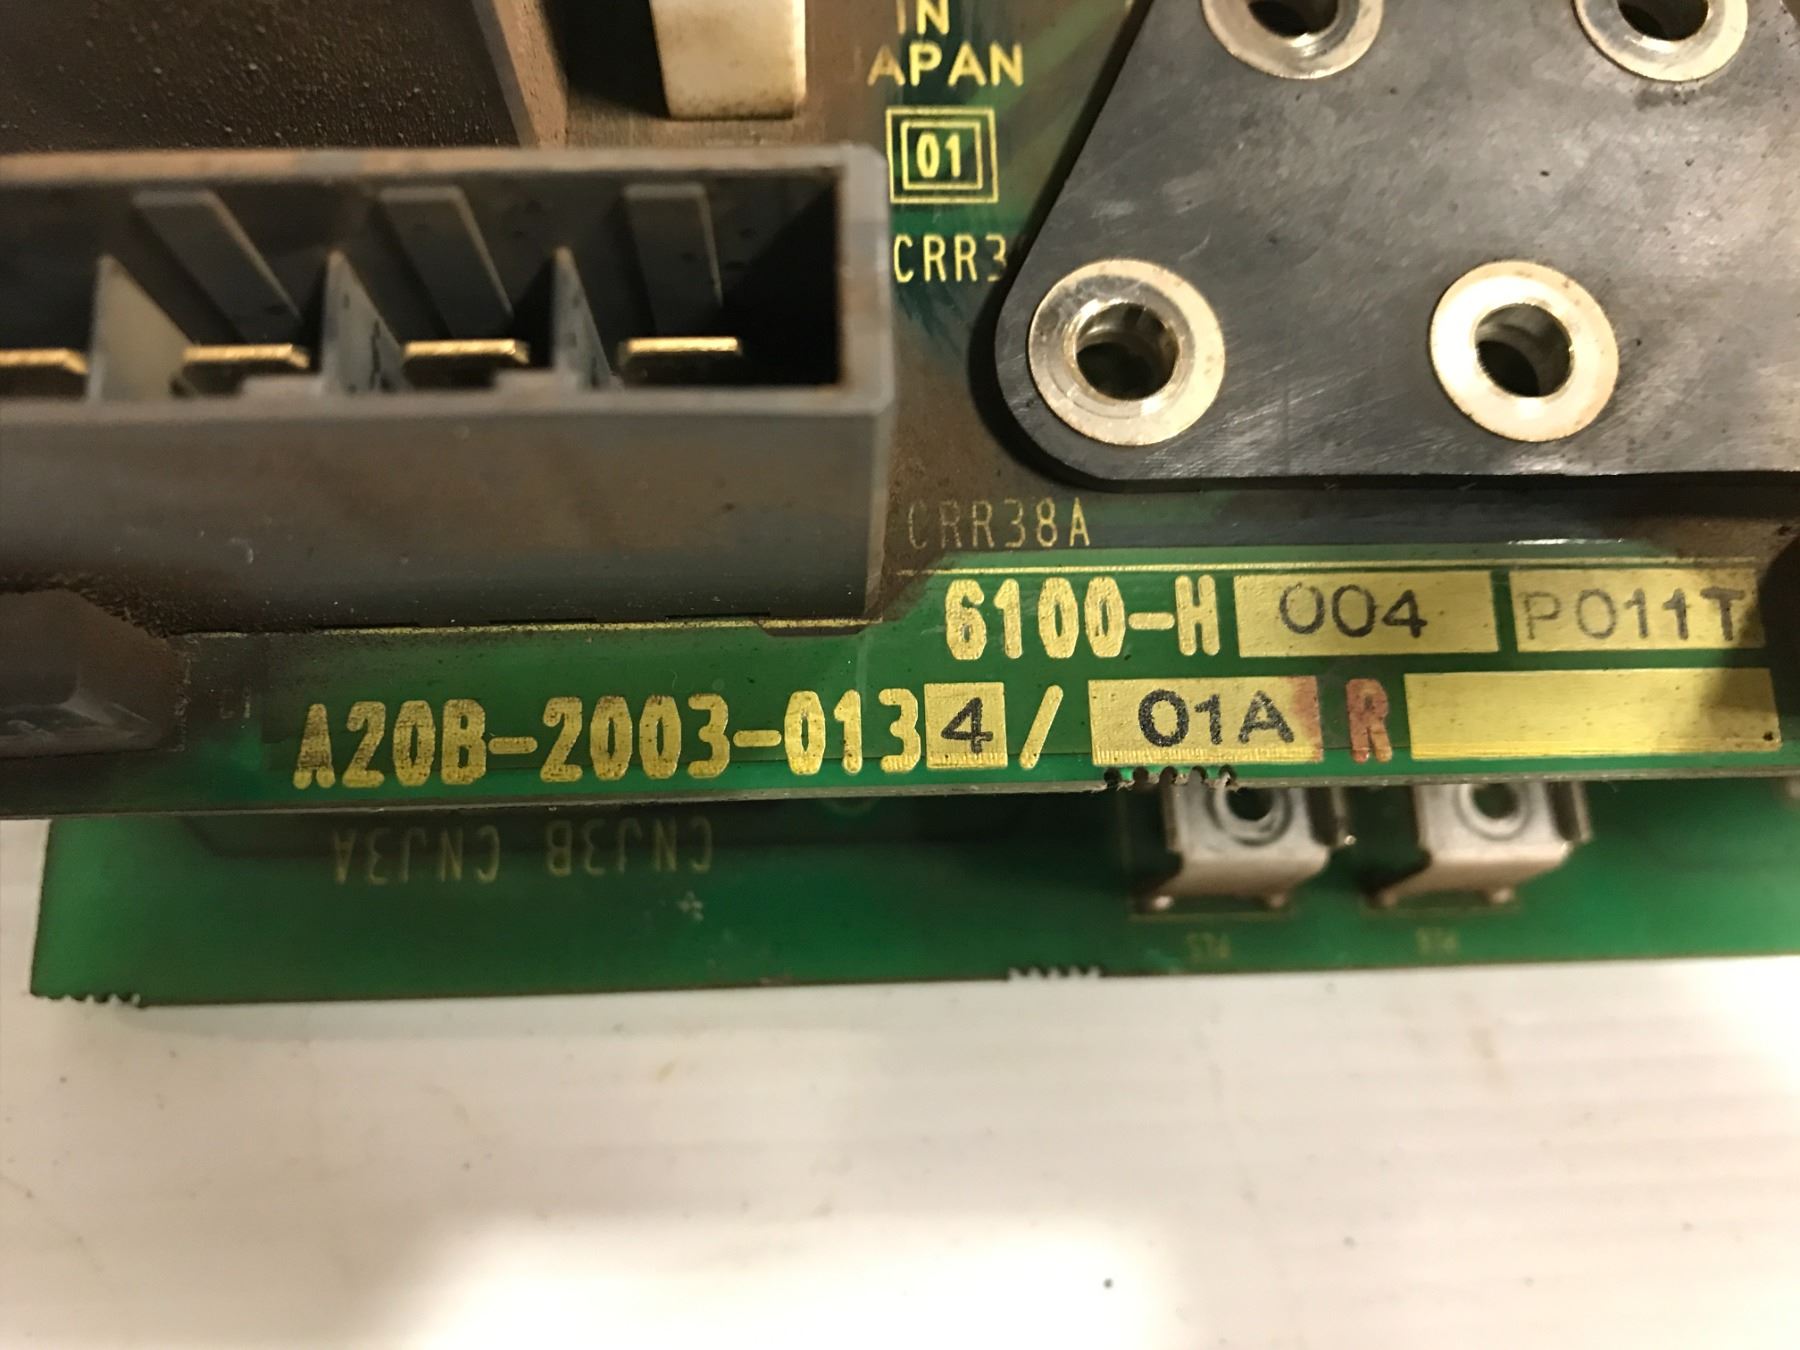 IN
JAPAN
01
CRR3
CRR38A
6100-H 004 P011T
A20B-2003-0134/ 01A R
CNJ3B CNJ3A